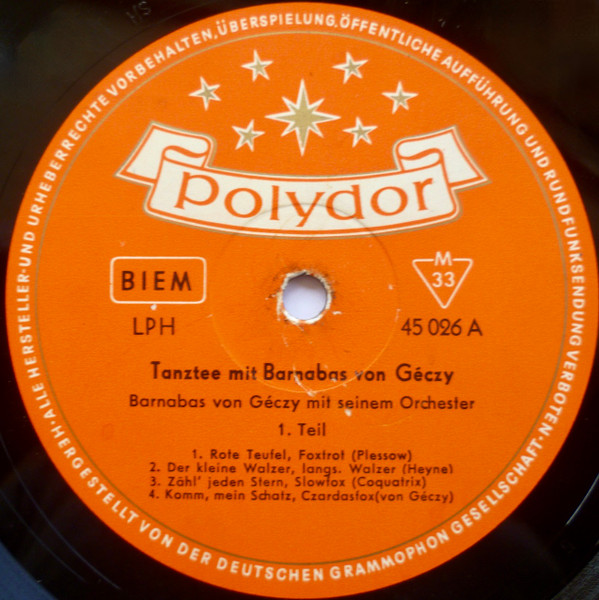 ALLE HERSTELLER- UND URHEBERRECHTE VORBEHALTEN, ÜBERSPIELUNG, ÖFFENTLICHE AUFFÜHRUNG UND RUNDFUNKSENDUNG VERBOTEN·
polydor
BIEM
M
33
LPH
45 026 A
Tanztee mit Barnabas von Géczy
Barnabas von Géczy mit seinem Orchester
1. Teil
1. Rote Teufel, Foxtrot (Plessow)
2. Der kleine Walzer, langs. Walzer (Heyne)
3. Zähl' jeden Stern, Slowfox (Coquatrix)
4. Komm, mein Schatz, Czardasfox(von Géczy)
HERGESTELLT VON DER DEUTSCHEN GRAMMOPHON GESELLSCHAFT·